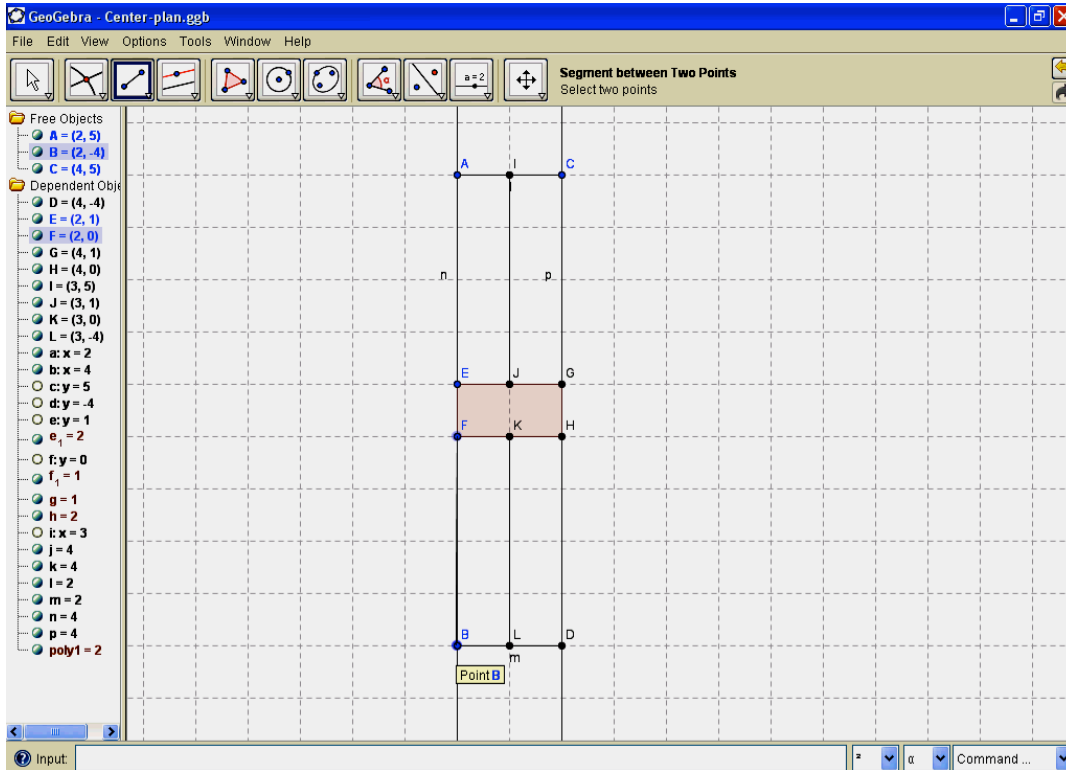 GeoGebra - Center-plan.ggb
File Edit View Options Tools Window Help
a = 2
Segment between Two Points
Select two points
Free Objects
A = (2, 5)
B = (2, -4)
C = (4, 5)
Dependent Obje
D = (4, -4)
E = (2, 1)
F = (2, 0)
G = (4, 1)
H = (4, 0)
I = (3, 5)
J = (3, 1)
K = (3, 0)
L = (3, -4)
a: x = 2
b: x = 4
c: y = 5
d: y = -4
e: y = 1
e₁ = 2
f: y = 0
f₁ = 1
g = 1
h = 2
i: x = 3
j = 4
k = 4
l = 2
m = 2
n = 4
p = 4
poly1 = 2
A I C
l
n p
E J G
F K H
B L D
m
Point B
Input: ² α Command ...